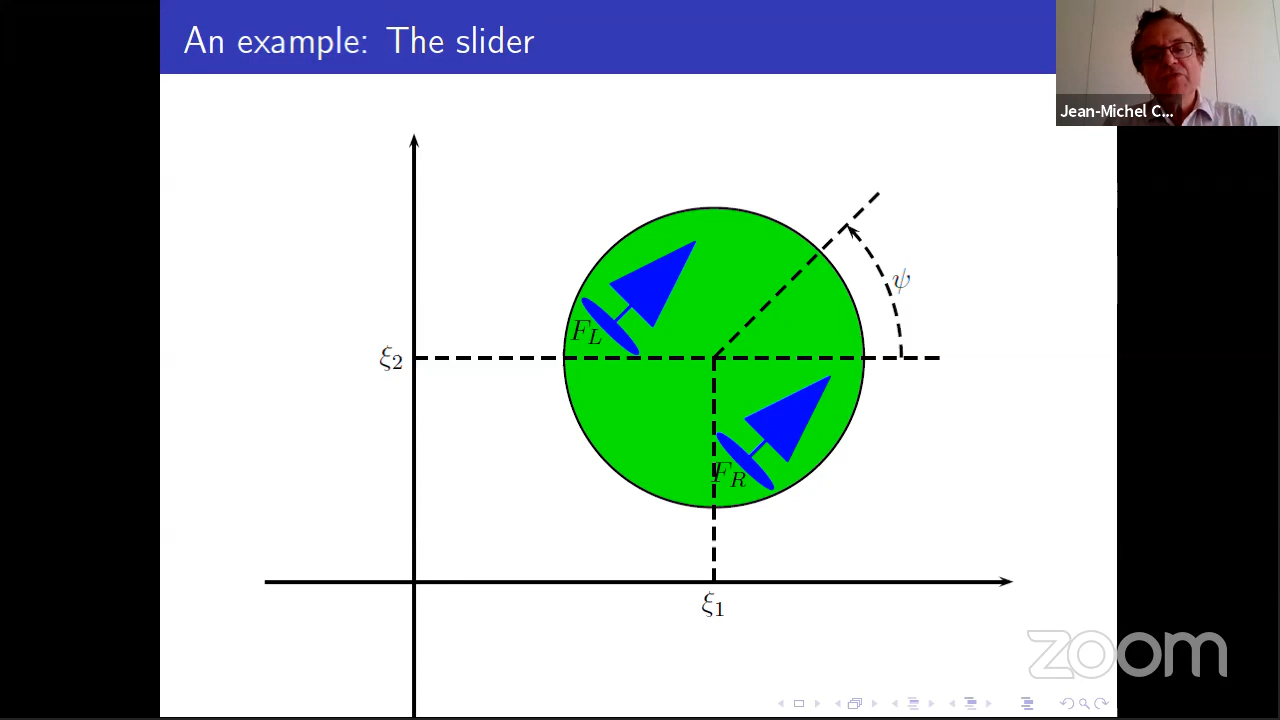 An example: The slider
Jean-Michel C...
ψ
F_L
ξ_2
F_R
ξ_1
zoom